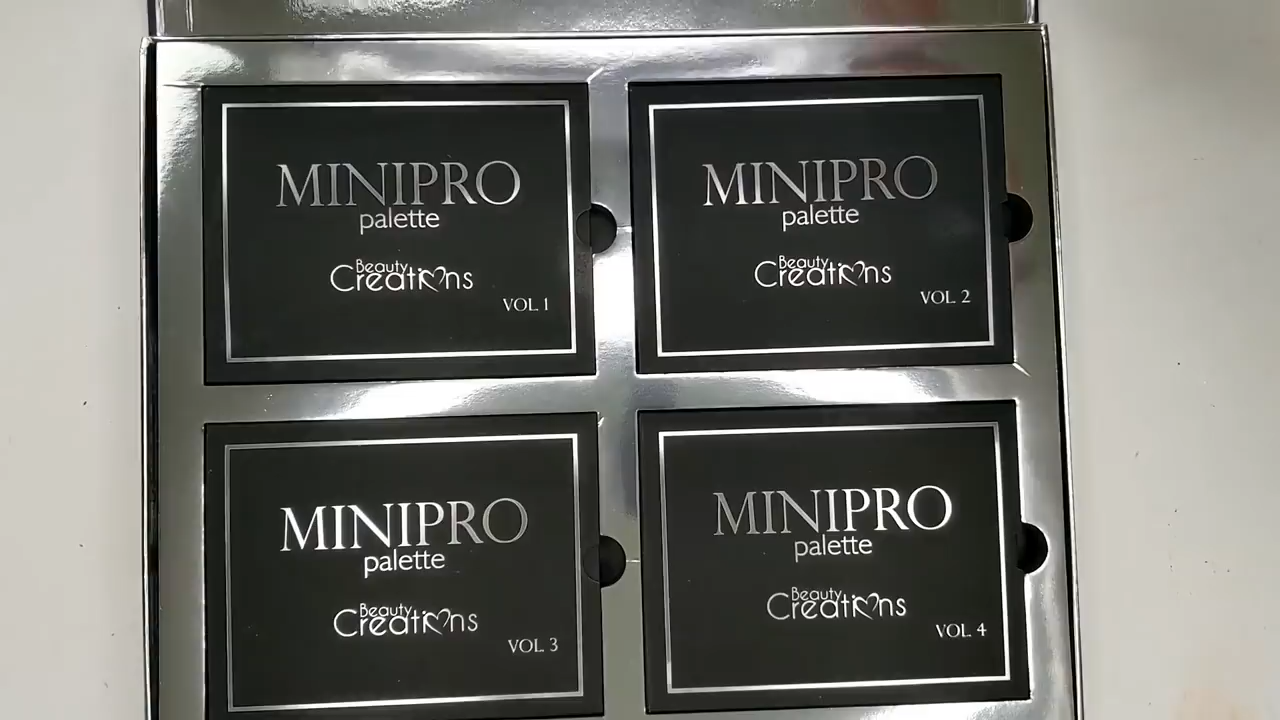 MINIPRO
palette
Beauty
Creations
VOL. 1
MINIPRO
palette
Beauty
Creations
VOL. 2
MINIPRO
palette
Beauty
Creations
VOL. 3
MINIPRO
palette
Beauty
Creations
VOL. 4